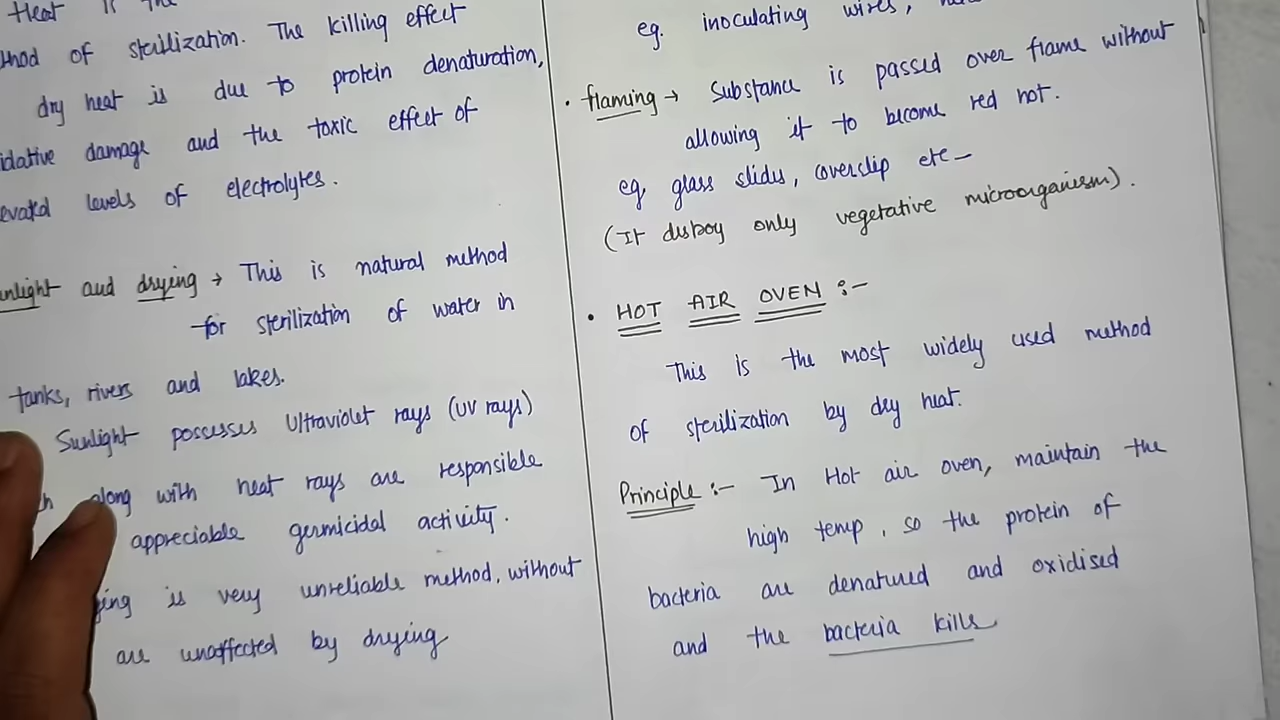 Heat is the
thod of sterilization. The killing effect
dry heat is due to protein denaturation,
idative damage and the toxic effect of
evated levels of electrolytes.
unlight and drying → This is natural method
for sterilization of water in
tanks, rivers and lakes.
Sunlight possesses Ultraviolet rays (UV rays)
ch along with heat rays are responsible
appreciable germicidal activity.
ying is very unreliable method, without
are unaffected by drying
eg. inoculating wires,
• flaming → Substance is passed over flame without
allowing it to become red hot.
eg, glass slides, coverclip etc-
(It destroy only vegetative microorganism).
• HOT AIR OVEN :-
This is the most widely used method
of sterilization by dry heat.
Principle :- In Hot air oven, maintain the
high temp, so the protein of
bacteria are denatured and oxidised
and the bacteria kills